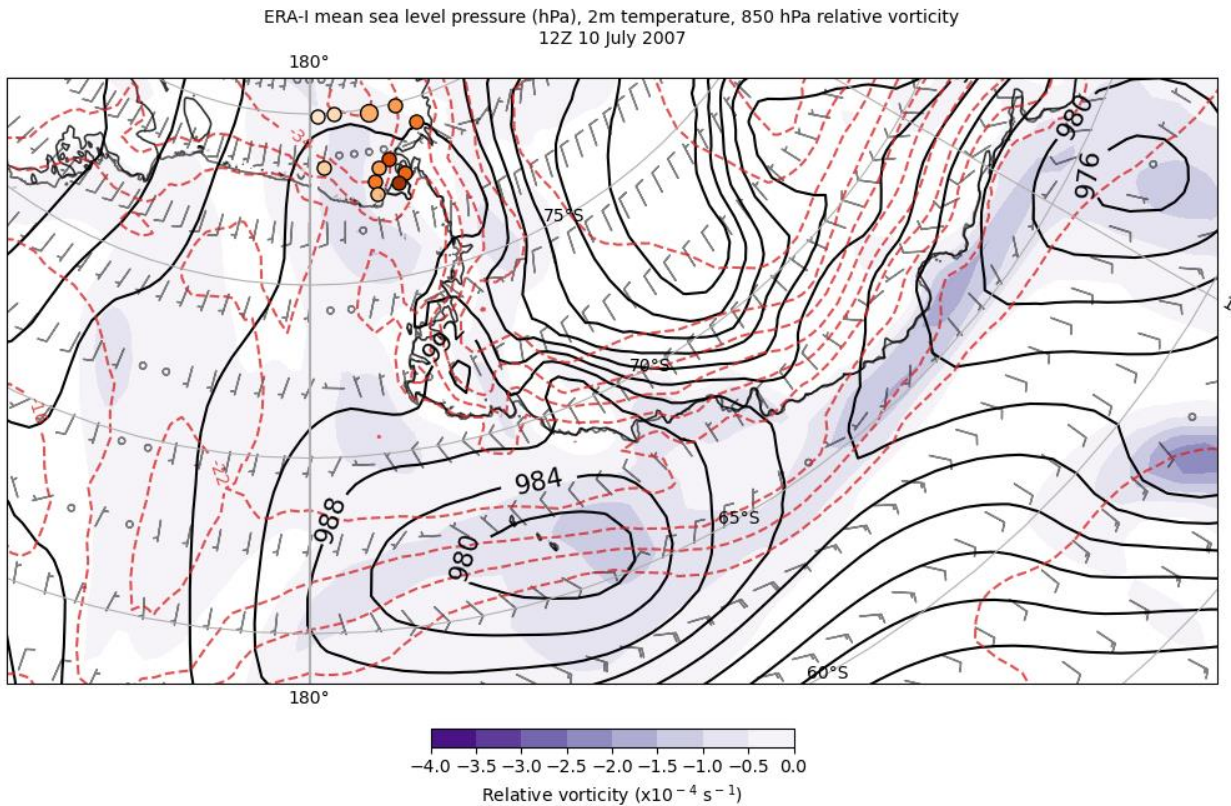 ERA-I mean sea level pressure (hPa), 2m temperature, 850 hPa relative vorticity
12Z 10 July 2007
180°
980
976
75°S
992
70°S
984
988
980
65°S
60°S
180°
−4.0 −3.5 −3.0 −2.5 −2.0 −1.5 −1.0 −0.5 0.0
Relative vorticity (x10⁻⁴ s⁻¹)